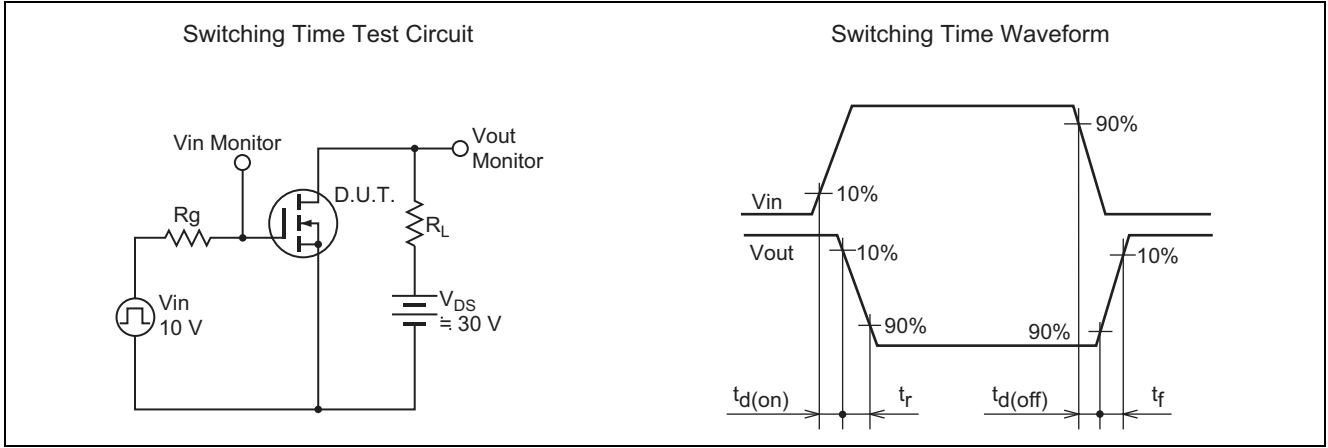 Switching Time Test Circuit
Vin Monitor
Vout
Monitor
D.U.T.
Rg
RL
Vin
10 V
VDS
≒ 30 V
Switching Time Waveform
90%
10%
Vin
Vout
10%
10%
90%
90%
td(on)
tr
td(off)
tf